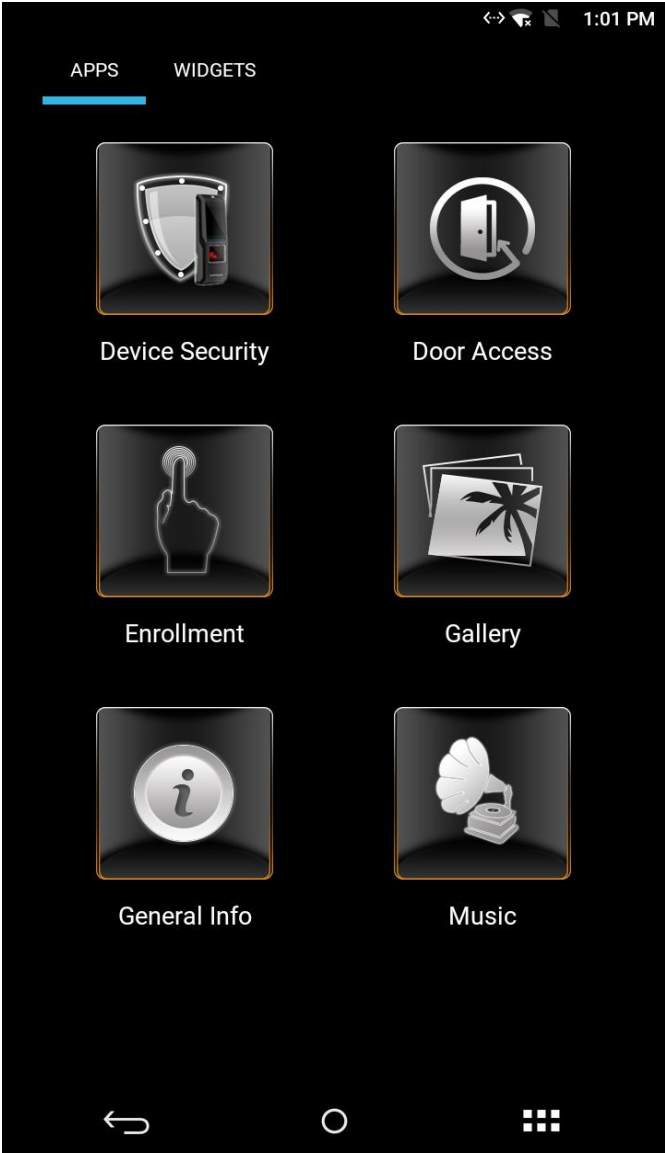 1:01 PM
APPS WIDGETS
Device Security Door Access
Enrollment Gallery
General Info Music